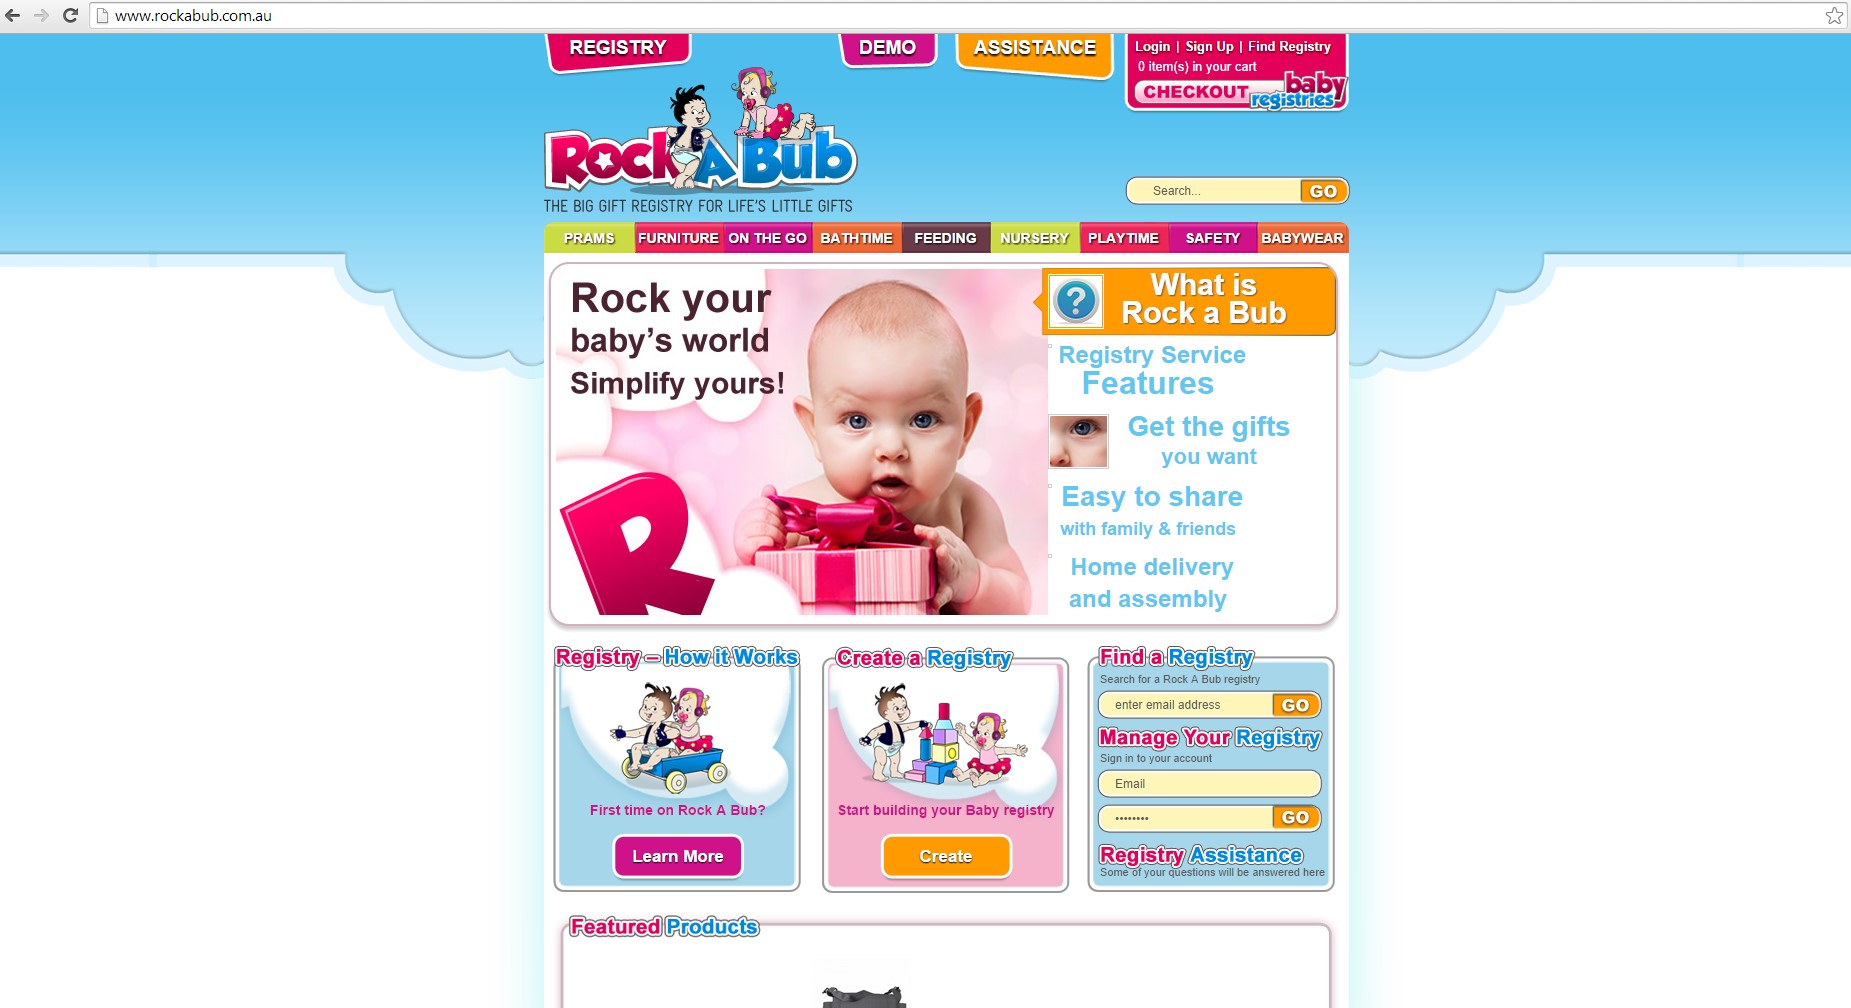 www.rockabub.com.au
REGISTRY
DEMO
ASSISTANCE
Login | Sign Up | Find Registry
0 item(s) in your cart
CHECKOUT
baby
registries
Rock A Bub
THE BIG GIFT REGISTRY FOR LIFE'S LITTLE GIFTS
Search...
GO
PRAMS FURNITURE ON THE GO BATHTIME FEEDING NURSERY PLAYTIME SAFETY BABYWEAR
Rock your
baby's world
Simplify yours!
R
What is
Rock a Bub
Registry Service
Features
Get the gifts
you want
Easy to share
with family & friends
Home delivery
and assembly
Registry – How it Works
First time on Rock A Bub?
Learn More
Create a Registry
Start building your Baby registry
Create
Find a Registry
Search for a Rock A Bub registry
enter email address
GO
Manage Your Registry
Sign in to your account
Email
••••••••
GO
Registry Assistance
Some of your questions will be answered here
Featured Products